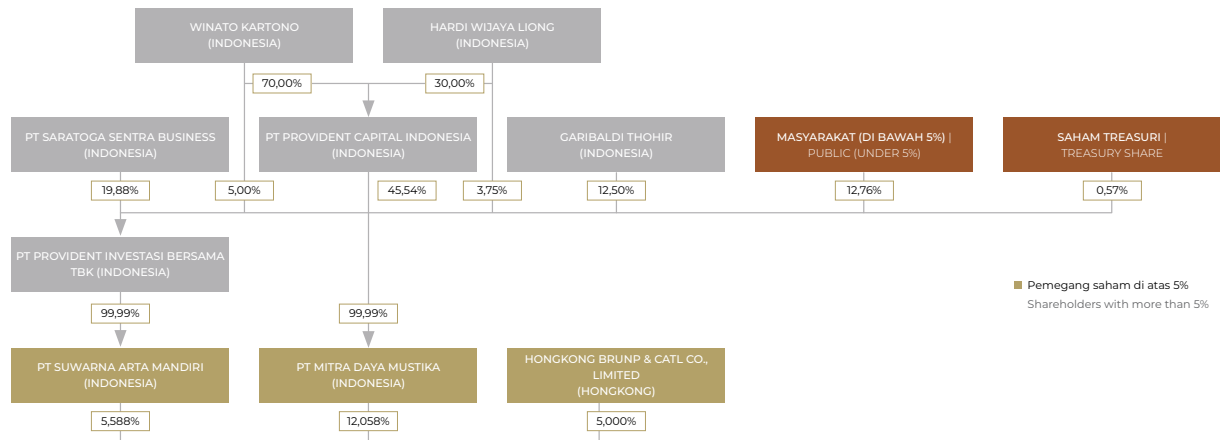 WINATO KARTONO
(INDONESIA)
HARDI WIJAYA LIONG
(INDONESIA)
70,00%
30,00%
PT SARATOGA SENTRA BUSINESS
(INDONESIA)
PT PROVIDENT CAPITAL INDONESIA
(INDONESIA)
GARIBALDI THOHIR
(INDONESIA)
MASYARAKAT (DI BAWAH 5%) |
PUBLIC (UNDER 5%)
SAHAM TREASURI |
TREASURY SHARE
19,88%
5,00%
45,54%
3,75%
12,50%
12,76%
0,57%
PT PROVIDENT INVESTASI BERSAMA
TBK (INDONESIA)
Pemegang saham di atas 5%
Shareholders with more than 5%
99,99%
99,99%
PT SUWARNA ARTA MANDIRI
(INDONESIA)
PT MITRA DAYA MUSTIKA
(INDONESIA)
HONGKONG BRUNP & CATL CO.,
LIMITED
(HONGKONG)
5,588%
12,058%
5,000%